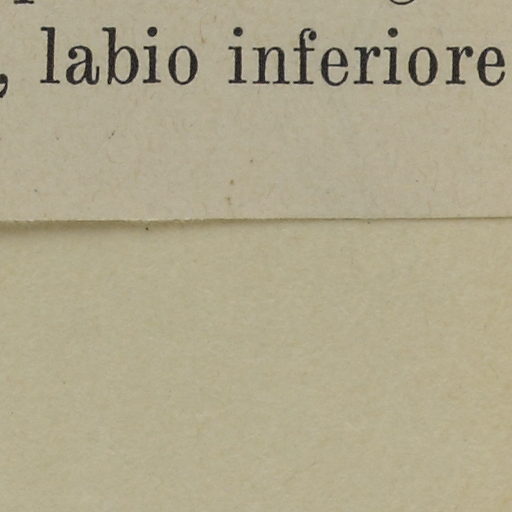 , labio inferiore